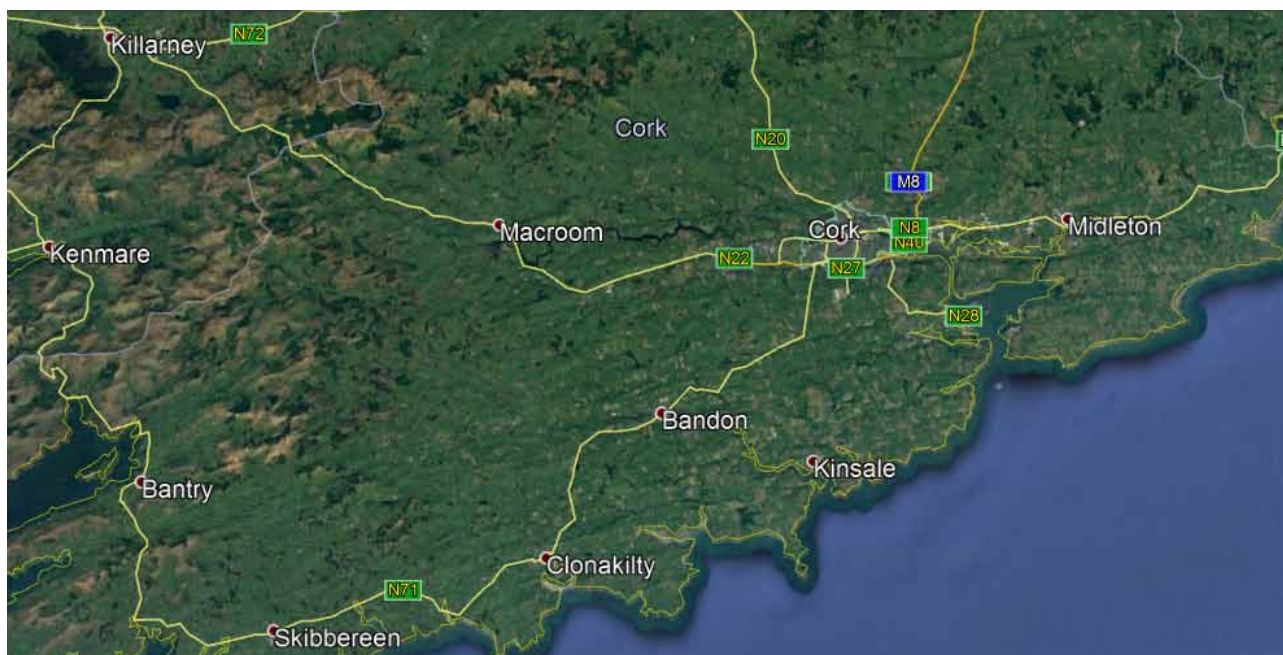 Killarney
N72
Cork
N20
M8
Macroom
Cork
N8
N40
Midleton
Kenmare
N22
N27
N28
Bandon
Kinsale
Bantry
Clonakilty
N71
Skibbereen